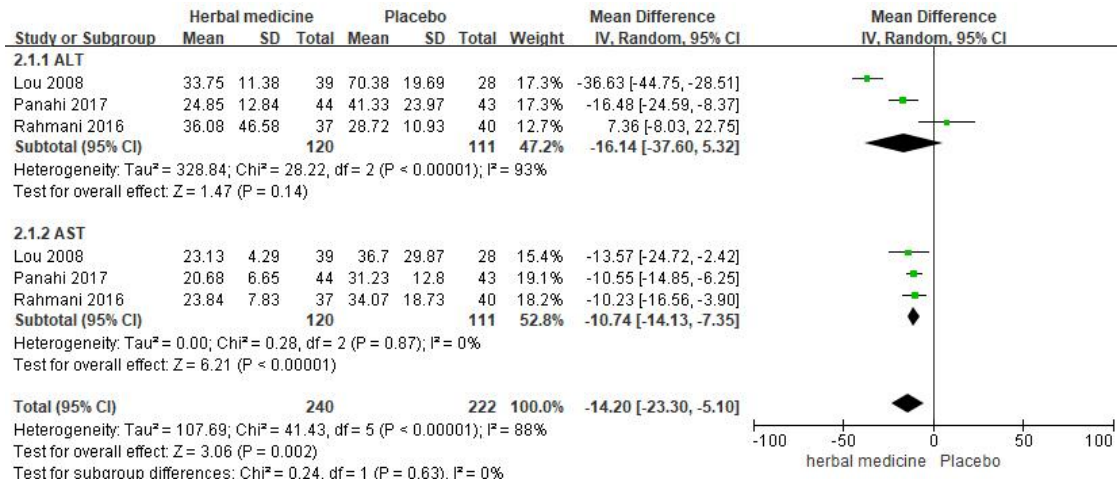 Herbal medicine Placebo Mean Difference Mean Difference
Study or Subgroup Mean SD Total Mean SD Total Weight IV, Random, 95% CI IV, Random, 95% CI
2.1.1 ALT
Lou 2008 33.75 11.38 39 70.38 19.69 28 17.3% -36.63 [-44.75, -28.51]
Panahi 2017 24.85 12.84 44 41.33 23.97 43 17.3% -16.48 [-24.59, -8.37]
Rahmani 2016 36.08 46.58 37 28.72 10.93 40 12.7% 7.36 [-8.03, 22.75]
Subtotal (95% CI) 120 111 47.2% -16.14 [-37.60, 5.32]
Heterogeneity: Tau² = 328.84; Chi² = 28.22, df = 2 (P < 0.00001); I² = 93%
Test for overall effect: Z = 1.47 (P = 0.14)
2.1.2 AST
Lou 2008 23.13 4.29 39 36.7 29.87 28 15.4% -13.57 [-24.72, -2.42]
Panahi 2017 20.68 6.65 44 31.23 12.8 43 19.1% -10.55 [-14.85, -6.25]
Rahmani 2016 23.84 7.83 37 34.07 18.73 40 18.2% -10.23 [-16.56, -3.90]
Subtotal (95% CI) 120 111 52.8% -10.74 [-14.13, -7.35]
Heterogeneity: Tau² = 0.00; Chi² = 0.28, df = 2 (P = 0.87); I² = 0%
Test for overall effect: Z = 6.21 (P < 0.00001)
Total (95% CI) 240 222 100.0% -14.20 [-23.30, -5.10]
Heterogeneity: Tau² = 107.69; Chi² = 41.43, df = 5 (P < 0.00001); I² = 88%
Test for overall effect: Z = 3.06 (P = 0.002)
Test for subgroup differences: Chi² = 0.24, df = 1 (P = 0.63), I² = 0%
-100 -50 0 50 100
herbal medicine Placebo